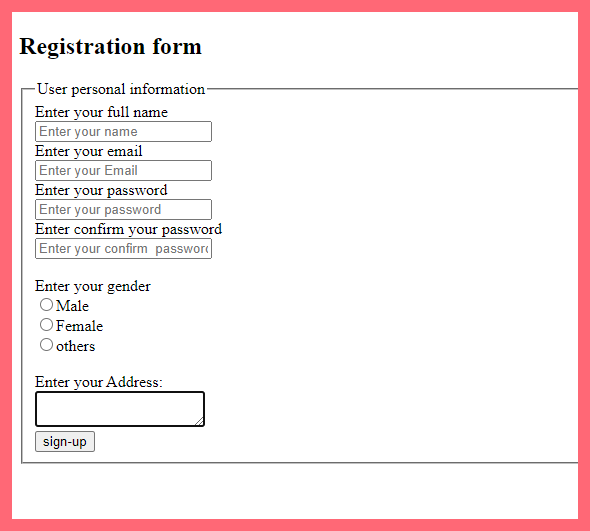 Registration form
User personal information
Enter your full name
Enter your name
Enter your email
Enter your Email
Enter your password
Enter your password
Enter confirm your password
Enter your confirm  password
Enter your gender
Male
Female
others
Enter your Address:
sign-up